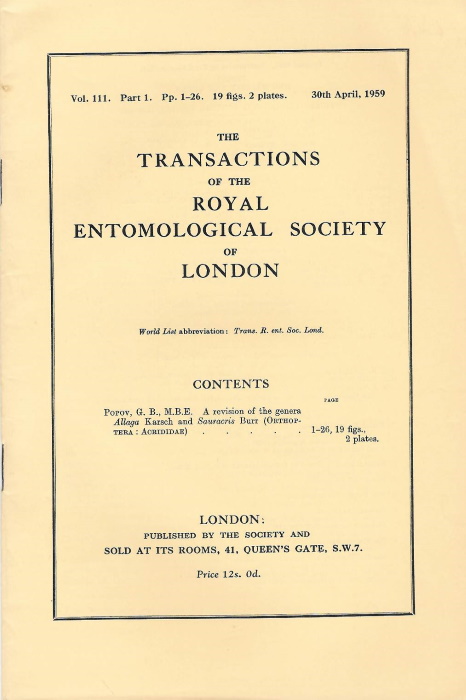 Vol. 111. Part 1. Pp. 1–26. 19 figs. 2 plates. 30th April, 1959
THE
TRANSACTIONS
OF THE
ROYAL
ENTOMOLOGICAL SOCIETY
OF
LONDON
World List abbreviation: Trans. R. ent. Soc. Lond.
CONTENTS
PAGE
POPOV, G. B., M.B.E. A revision of the genera
Allaga Karsch and Sauracris Burr (ORTHOP-
TERA : ACRIDIDAE) . . . . . 1–26, 19 figs.,
2 plates.
LONDON:
PUBLISHED BY THE SOCIETY AND
SOLD AT ITS ROOMS, 41, QUEEN'S GATE, S.W.7.
Price 12s. 0d.